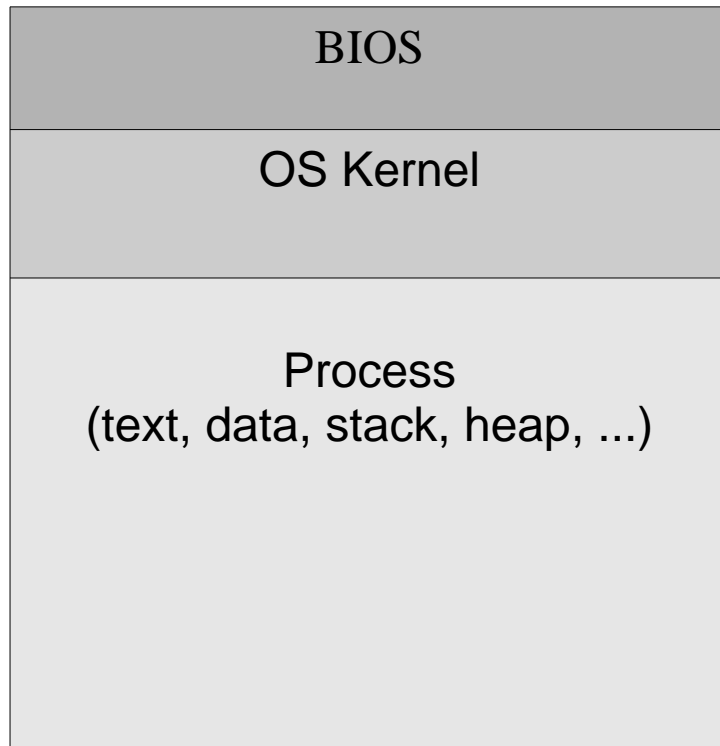 BIOS
OS Kernel
Process
(text, data, stack, heap, ...)